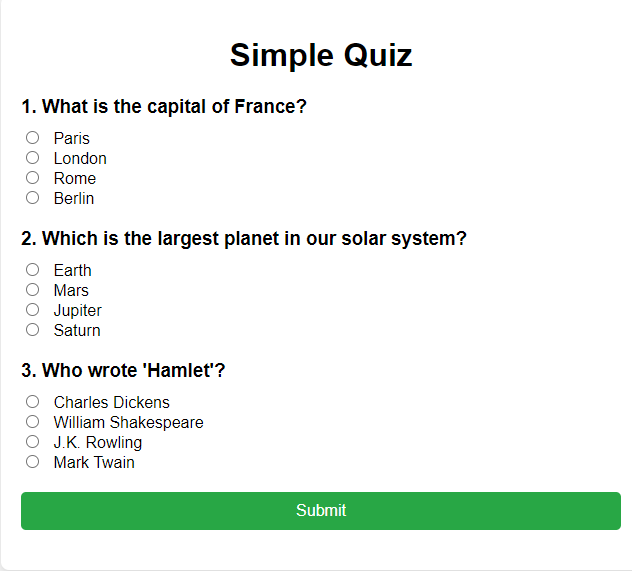 Simple Quiz
1. What is the capital of France?
Paris
London
Rome
Berlin
2. Which is the largest planet in our solar system?
Earth
Mars
Jupiter
Saturn
3. Who wrote 'Hamlet'?
Charles Dickens
William Shakespeare
J.K. Rowling
Mark Twain
Submit